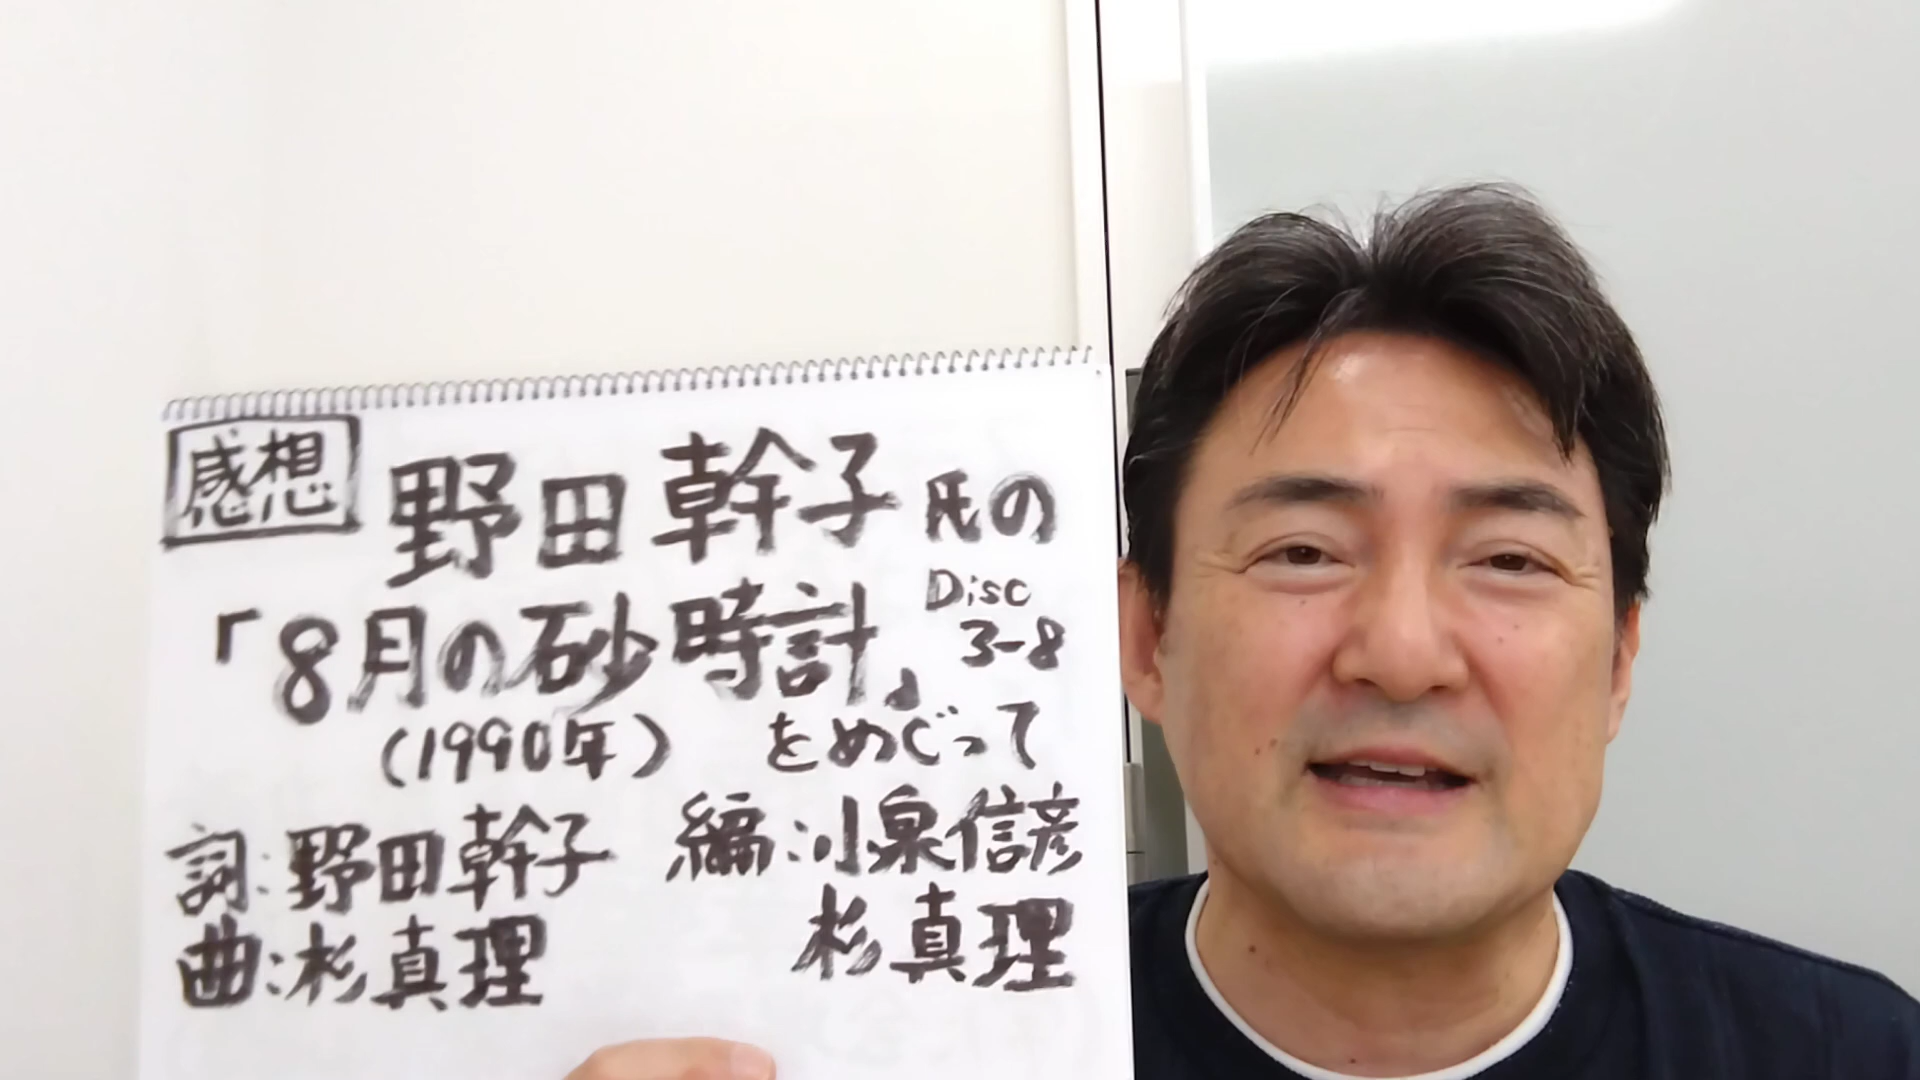 感想 野田幹子氏の
「8月の砂時計」 Disc 3-8
(1990年) をめぐって
詞:野田幹子 編:小泉信彦
曲:杉真理 杉真理